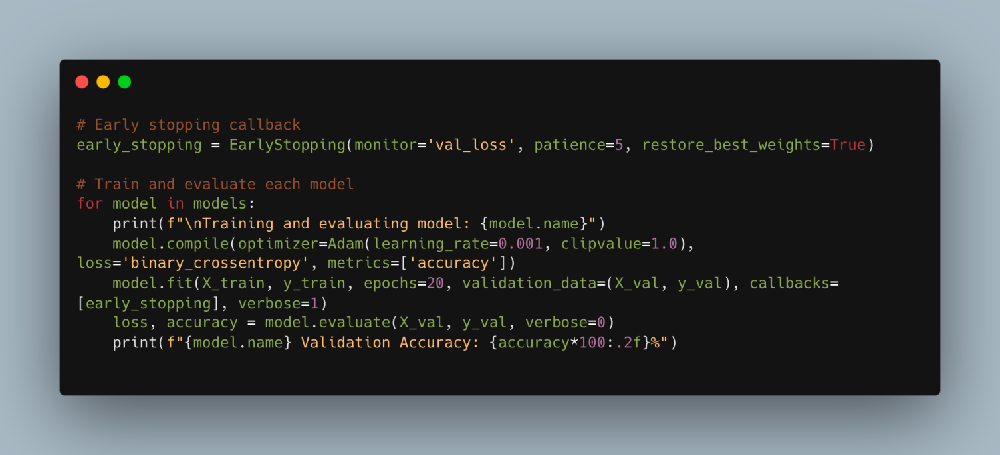 # Early stopping callback
early_stopping = EarlyStopping(monitor='val_loss', patience=5, restore_best_weights=True)

# Train and evaluate each model
for model in models:
    print(f"\nTraining and evaluating model: {model.name}")
    model.compile(optimizer=Adam(learning_rate=0.001, clipvalue=1.0),
loss='binary_crossentropy', metrics=['accuracy'])
    model.fit(X_train, y_train, epochs=20, validation_data=(X_val, y_val), callbacks=
[early_stopping], verbose=1)
    loss, accuracy = model.evaluate(X_val, y_val, verbose=0)
    print(f"{model.name} Validation Accuracy: {accuracy*100:.2f}%")